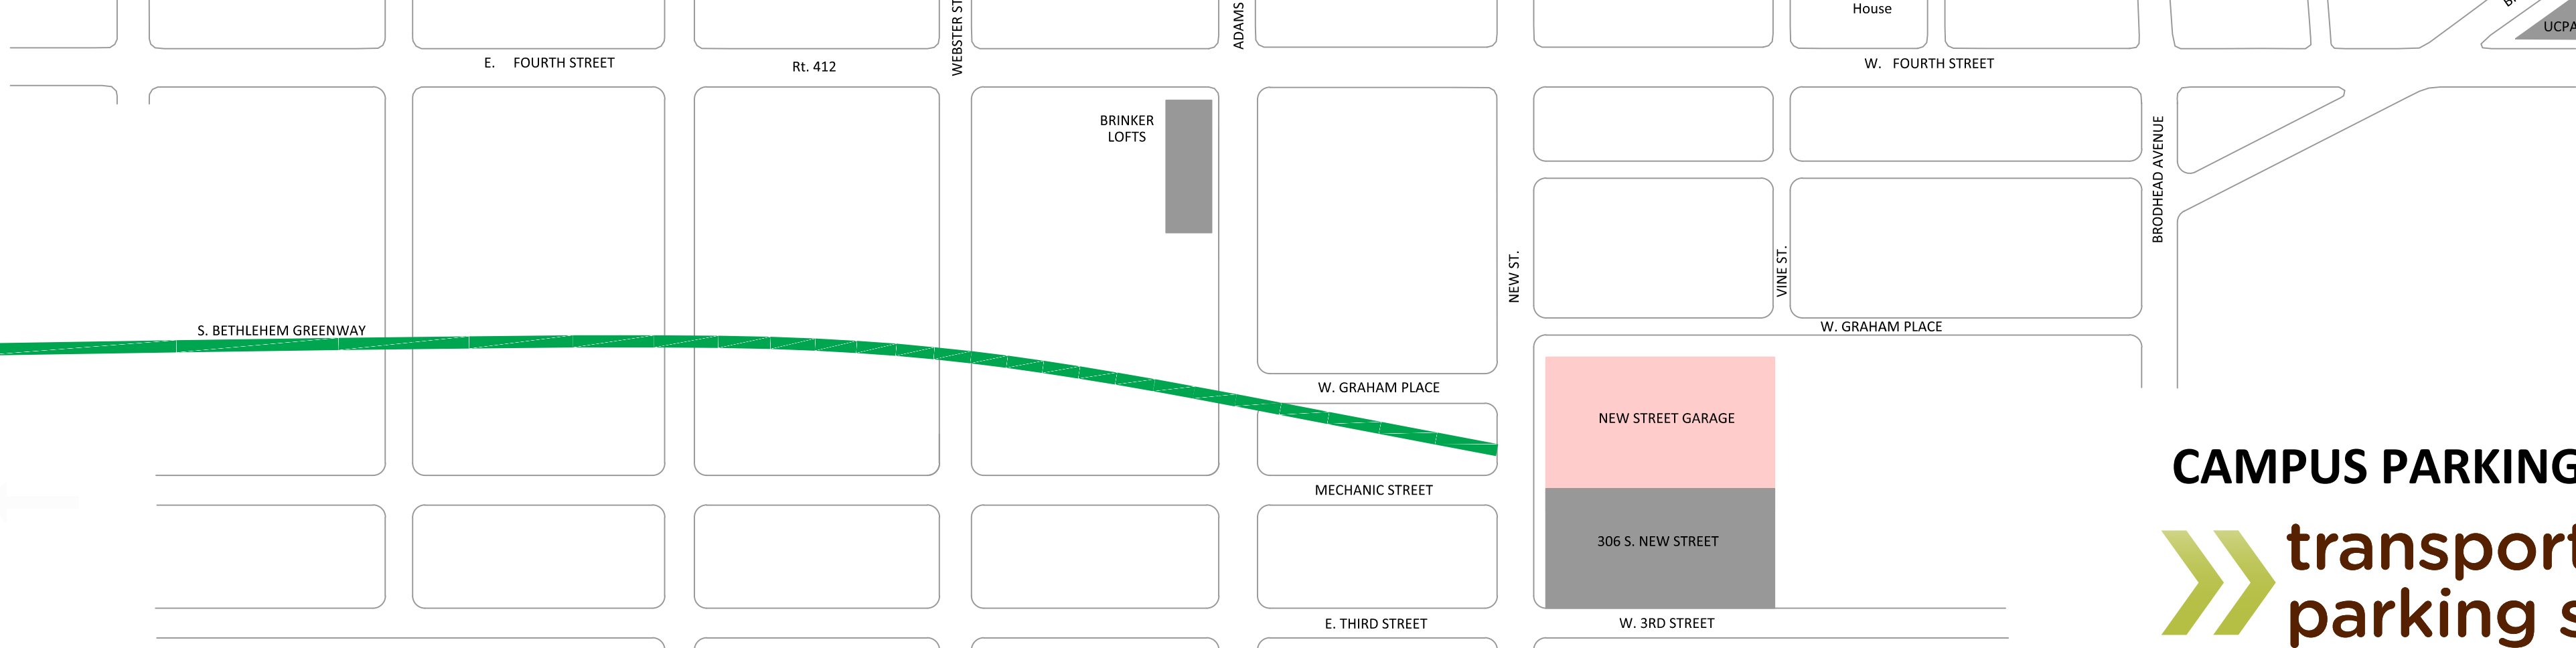 House
UCPA
WEBSTER ST
ADAMS
E. FOURTH STREET
Rt. 412
W. FOURTH STREET
BRINKER
LOFTS
BRODHEAD AVENUE
NEW ST.
VINE ST.
S. BETHLEHEM GREENWAY
W. GRAHAM PLACE
W. GRAHAM PLACE
NEW STREET GARAGE
CAMPUS PARKING
MECHANIC STREET
306 S. NEW STREET
transport
parking s
E. THIRD STREET
W. 3RD STREET